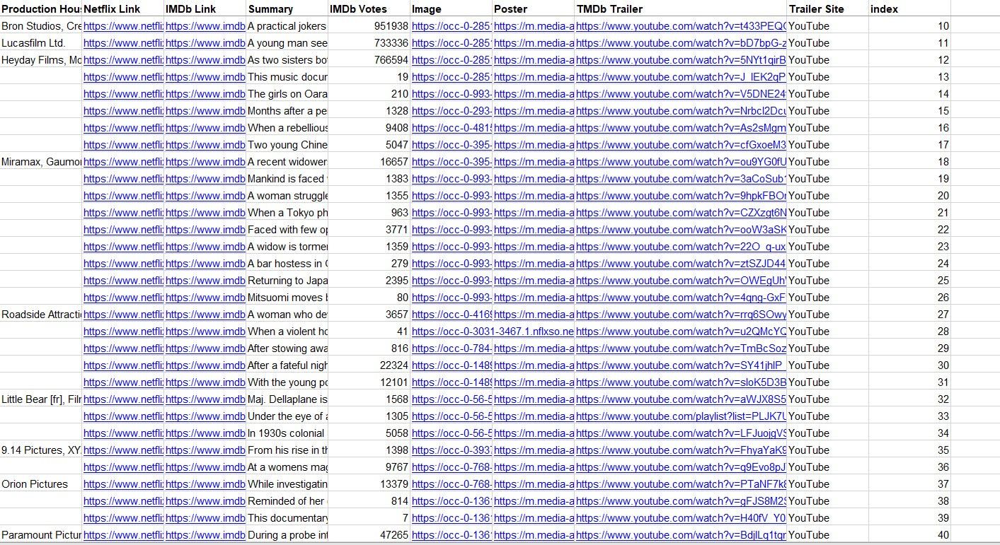 Production Hous Netflix Link IMDb Link Summary IMDb Votes Image Poster TMDb Trailer Trailer Site index
Bron Studios, Cre https://www.netfli https://www.imdb A practical jokers 951938 https://occ-0-285 https://m.media-a https://www.youtube.com/watch?v=t433PEQ YouTube 10
Lucasfilm Ltd. https://www.netfli https://www.imdb A young man see 733336 https://occ-0-285 https://m.media-a https://www.youtube.com/watch?v=bD7bpG-z YouTube 11
Heyday Films, Mo https://www.netfli https://www.imdb As two sisters bo 766594 https://occ-0-285 https://m.media-a https://www.youtube.com/watch?v=5NYt1qirB YouTube 12
https://www.netfli https://www.imdb This music docur 19 https://occ-0-285 https://m.media-a https://www.youtube.com/watch?v=J_IEK2qP YouTube 13
https://www.netfli https://www.imdb The girls on Oara 210 https://occ-0-993- https://m.media-a https://www.youtube.com/watch?v=V5DNE24 YouTube 14
https://www.netfli https://www.imdb Months after a pe 1328 https://occ-0-293- https://m.media-a https://www.youtube.com/watch?v=Nrbcl2Dcu YouTube 15
https://www.netfli https://www.imdb When a rebellious 9408 https://occ-0-481 https://m.media-a https://www.youtube.com/watch?v=As2sMgm YouTube 16
https://www.netfli https://www.imdb Two young Chine 5047 https://occ-0-395- https://m.media-a https://www.youtube.com/watch?v=cfGxoeM3 YouTube 17
Miramax, Gaumo https://www.netfli https://www.imdb A recent widower 16657 https://occ-0-395- https://m.media-a https://www.youtube.com/watch?v=ou9YG0fU YouTube 18
https://www.netfli https://www.imdb Mankind is faced 1383 https://occ-0-993- https://m.media-a https://www.youtube.com/watch?v=3aCoSub YouTube 19
https://www.netfli https://www.imdb A woman struggle 1355 https://occ-0-993- https://m.media-a https://www.youtube.com/watch?v=9hpkFBO YouTube 20
https://www.netfli https://www.imdb When a Tokyo ph 963 https://occ-0-993- https://m.media-a https://www.youtube.com/watch?v=CZXzgt6N YouTube 21
https://www.netfli https://www.imdb Faced with few op 3771 https://occ-0-993- https://m.media-a https://www.youtube.com/watch?v=ooW3aSK YouTube 22
https://www.netfli https://www.imdb A widow is tormer 1359 https://occ-0-993- https://m.media-a https://www.youtube.com/watch?v=22O_q-ux YouTube 23
https://www.netfli https://www.imdb A bar hostess in 279 https://occ-0-993- https://m.media-a https://www.youtube.com/watch?v=ztSZJD44 YouTube 24
https://www.netfli https://www.imdb Returning to Japa 2395 https://occ-0-993- https://m.media-a https://www.youtube.com/watch?v=OWEgUh YouTube 25
https://www.netfli https://www.imdb Mitsuomi moves 80 https://occ-0-993- https://m.media-a https://www.youtube.com/watch?v=4qnq-GxF YouTube 26
Roadside Attracti https://www.netfli https://www.imdb A woman who de 3657 https://occ-0-416 https://m.media-a https://www.youtube.com/watch?v=rrq6SOwy YouTube 27
https://www.netfli https://www.imdb When a violent ho 41 https://occ-0-3031-3467.1.nflxso.ne https://m.media-a https://www.youtube.com/watch?v=u2QMcYQ YouTube 28
https://www.netfli https://www.imdb After stowing awa 816 https://occ-0-784- https://m.media-a https://www.youtube.com/watch?v=TmBcSoz YouTube 29
https://www.netfli https://www.imdb After a fateful nigh 22324 https://occ-0-148 https://m.media-a https://www.youtube.com/watch?v=SY41jhIP_ YouTube 30
https://www.netfli https://www.imdb With the young po 12101 https://occ-0-148 https://m.media-a https://www.youtube.com/watch?v=sloK5D3B YouTube 31
Little Bear [fr], Fil https://www.netfli https://www.imdb Maj. Dellaplane is 1568 https://occ-0-56-5 https://m.media-a https://www.youtube.com/watch?v=aWJX8S5 YouTube 32
https://www.netfli https://www.imdb Under the eye of a 1305 https://occ-0-56-5 https://m.media-a https://www.youtube.com/playlist?list=PLJK7L YouTube 33
https://www.netfli https://www.imdb In 1930s colonial 5058 https://occ-0-56-5 https://m.media-a https://www.youtube.com/watch?v=LFJuojgVS YouTube 34
9.14 Pictures, XY https://www.netfli https://www.imdb From his rise in th 1398 https://occ-0-393 https://m.media-a https://www.youtube.com/watch?v=FhyaYaK9 YouTube 35
https://www.netfli https://www.imdb At a womens mag 9767 https://occ-0-768- https://m.media-a https://www.youtube.com/watch?v=q9Evo8pJ YouTube 36
Orion Pictures https://www.netfli https://www.imdb While investigatin 13379 https://occ-0-768- https://m.media-a https://www.youtube.com/watch?v=PTaNF7k YouTube 37
https://www.netfli https://www.imdb Reminded of her 814 https://occ-0-136 https://m.media-a https://www.youtube.com/watch?v=gFJS8M2 YouTube 38
https://www.netfli https://www.imdb This documentary 7 https://occ-0-136 https://m.media-a https://www.youtube.com/watch?v=H40fV_Y0 YouTube 39
Paramount Pictur https://www.netfli https://www.imdb During a probe int 47265 https://occ-0-136 https://m.media-a https://www.youtube.com/watch?v=BdjlLq1tqr YouTube 40